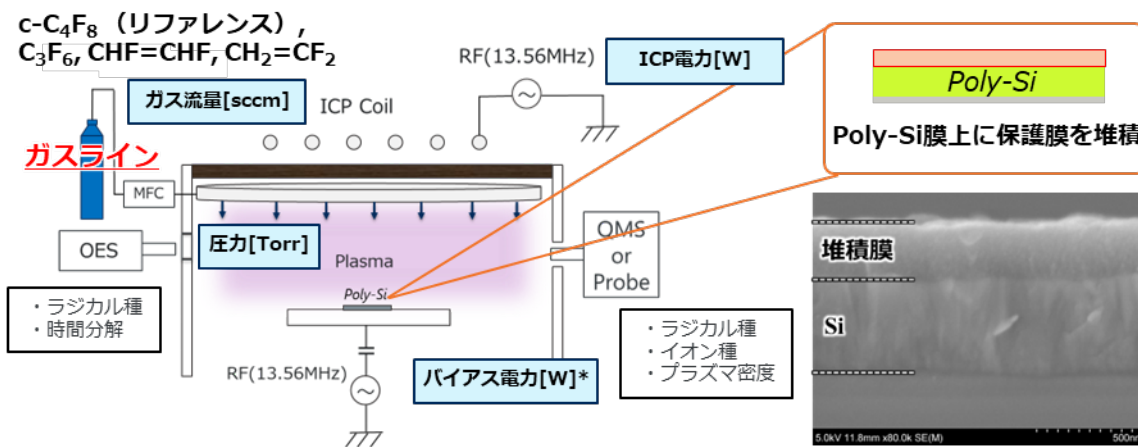 c-C4F8（リファレンス）,
C3F6, CHF=CHF, CH2=CF2
ガス流量[sccm]
ガスライン
MFC
ICP Coil
RF(13.56MHz)
ICP電力[W]
OES
圧力[Torr]
Plasma
Poly-Si
QMS
or
Probe
・ラジカル種
・時間分解
・ラジカル種
・イオン種
・プラズマ密度
RF(13.56MHz)
バイアス電力[W]*
Poly-Si
Poly-Si膜上に保護膜を堆積
堆積膜
Si
5.0kV 11.8mm x80.0k SE(M)
500nm